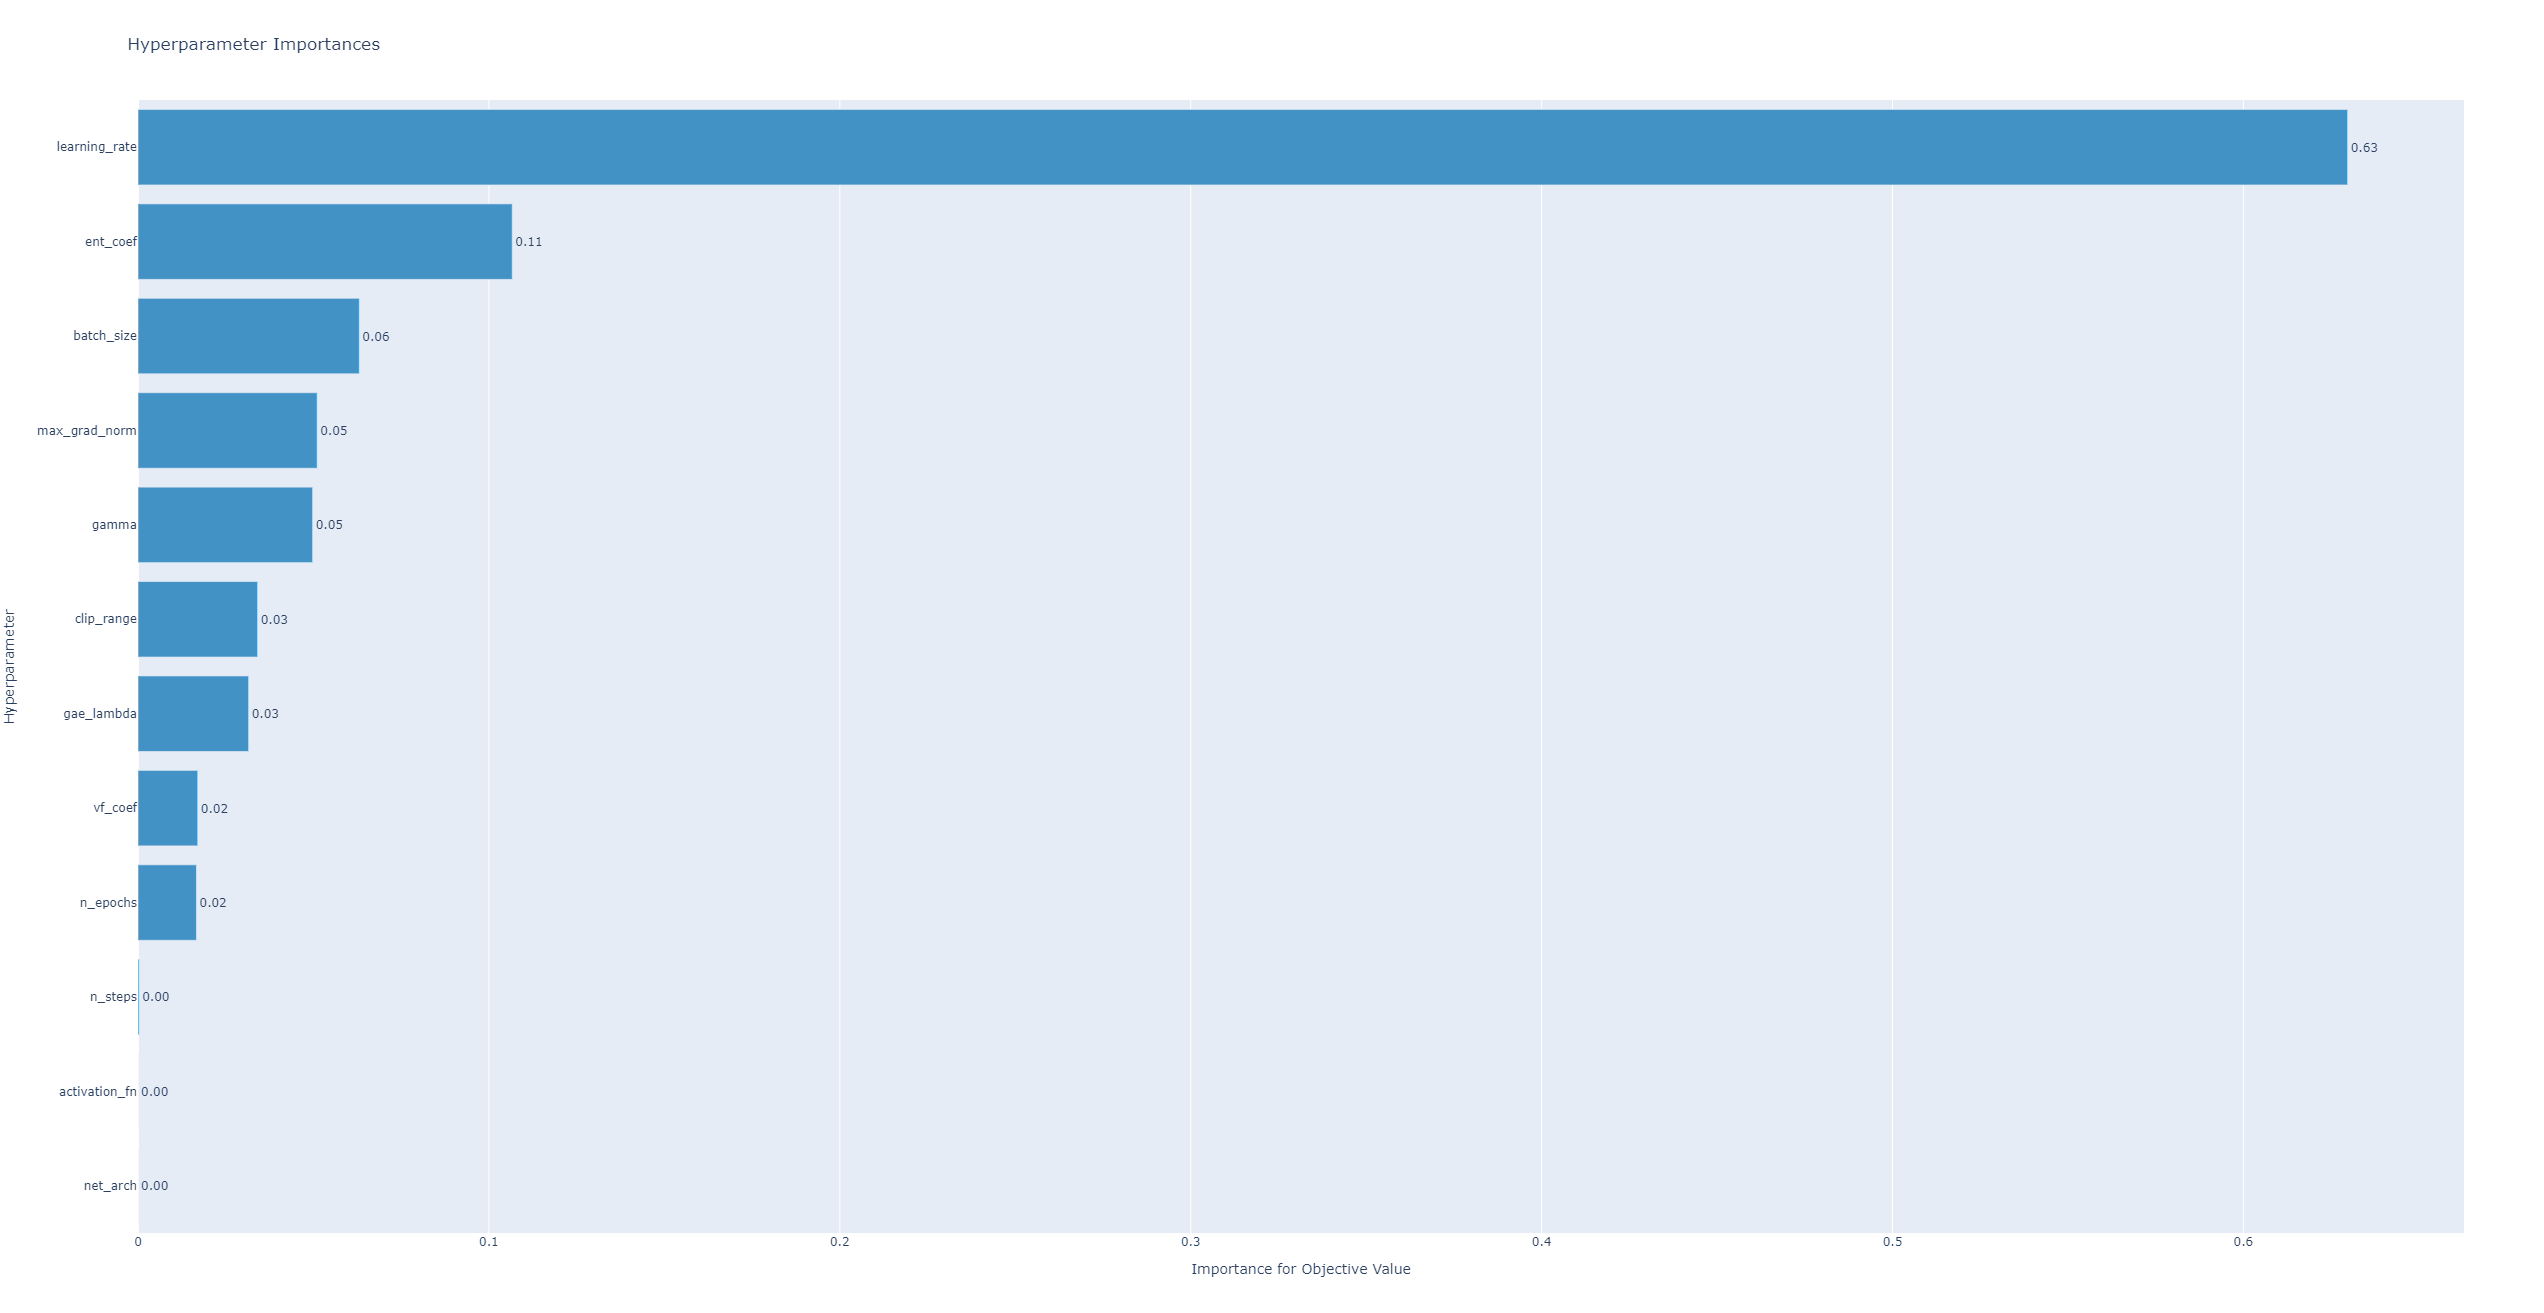 Hyperparameter Importances
learning_rate 0.63
ent_coef 0.11
batch_size 0.06
max_grad_norm 0.05
gamma 0.05
clip_range 0.03
gae_lambda 0.03
vf_coef 0.02
n_epochs 0.02
n_steps 0.00
activation_fn 0.00
net_arch 0.00
Hyperparameter
0 0.1 0.2 0.3 0.4 0.5 0.6
Importance for Objective Value